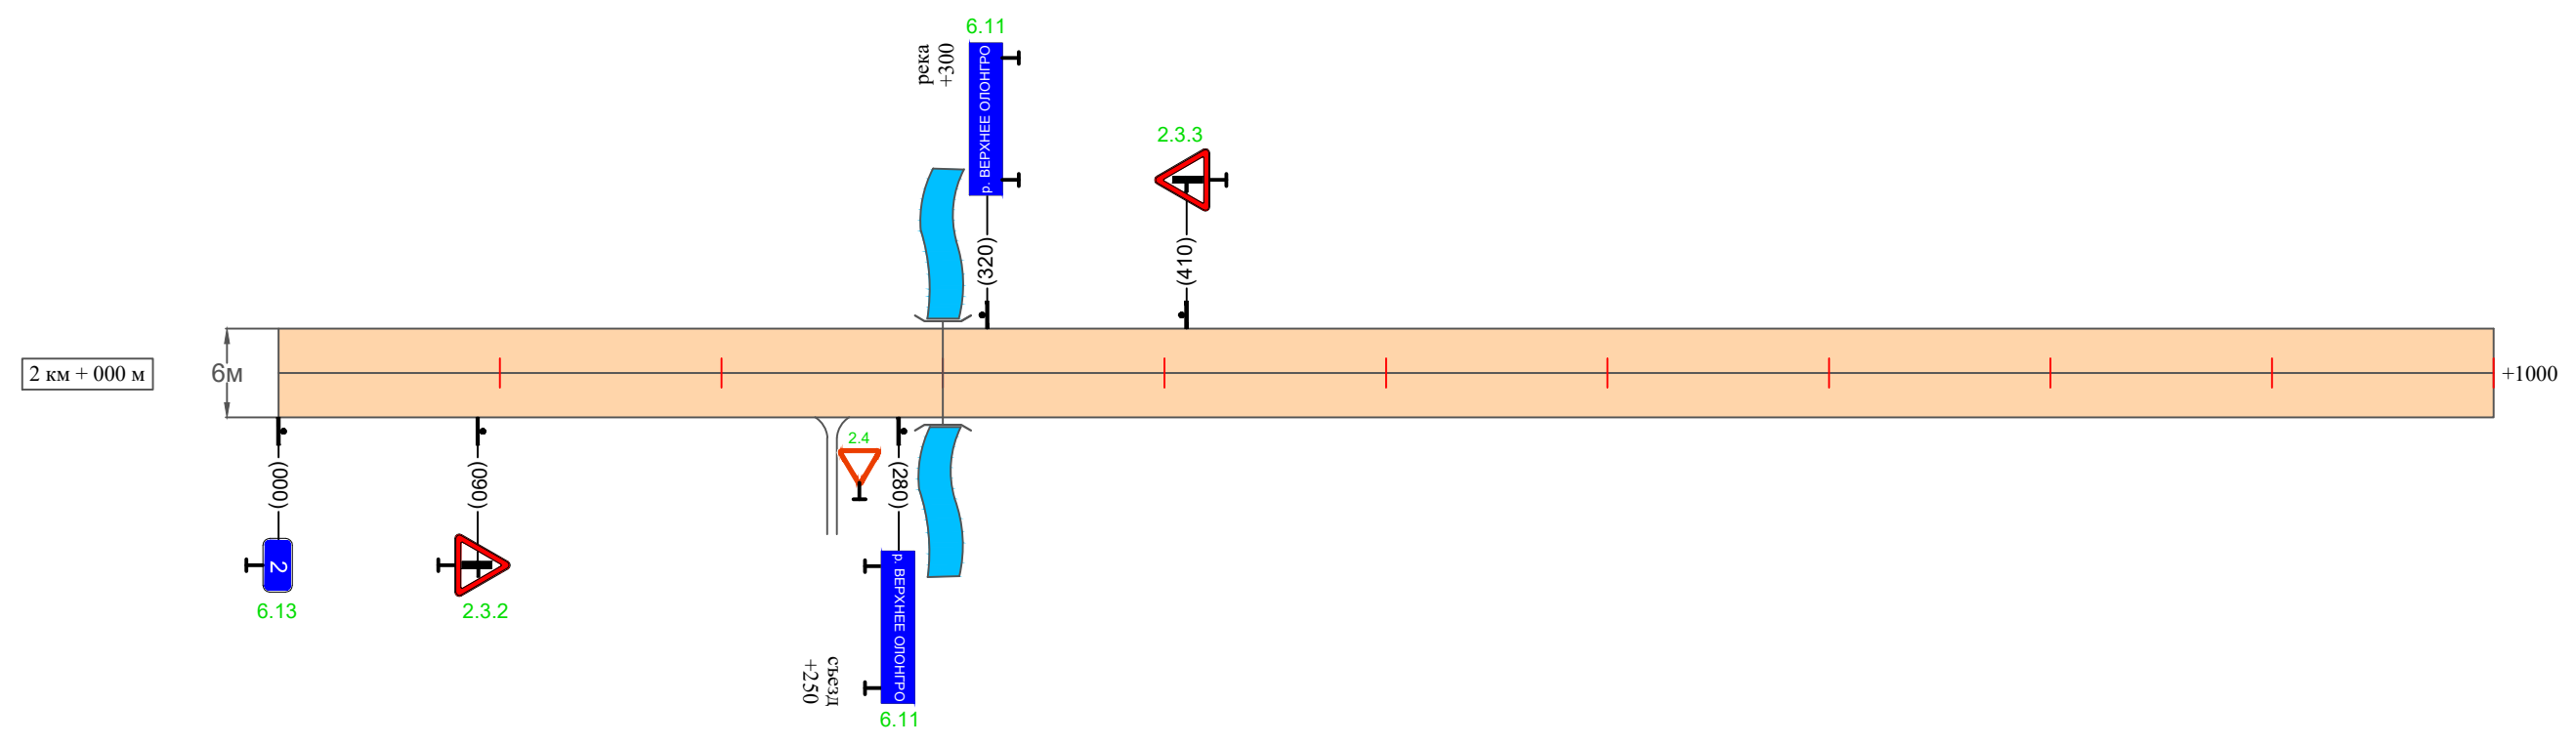 6.11
река
+300
р. ВЕРХНЕЕ ОЛОНГРО
2.3.3
(320)
(410)
6м
2 км + 000 м
+1000
2.4
(000)
(090)
(280)
2
6.13
2.3.2
р. ВЕРХНЕЕ ОЛОНГРО
съезд
+250
6.11